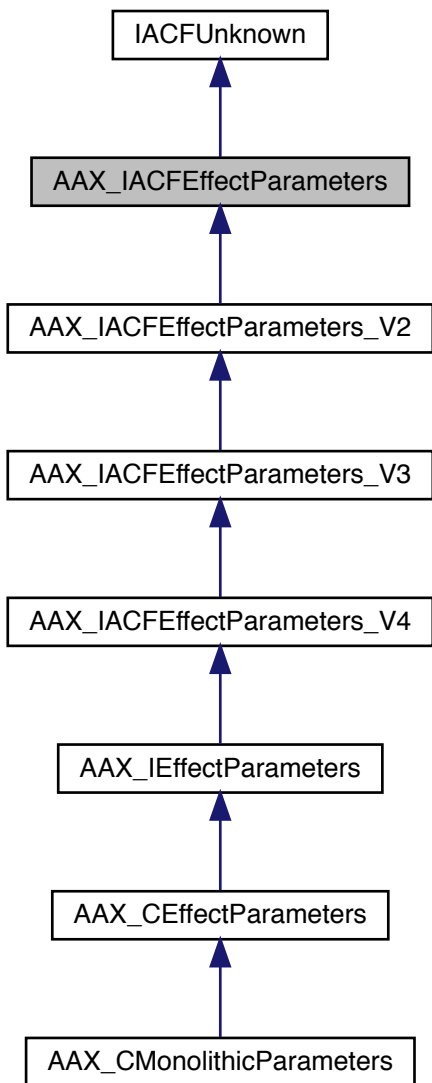 IACFUnknown
AAX_IACFEffectParameters
AAX_IACFEffectParameters_V2
AAX_IACFEffectParameters_V3
AAX_IACFEffectParameters_V4
AAX_IEffectParameters
AAX_CEffectParameters
AAX_CMonolithicParameters